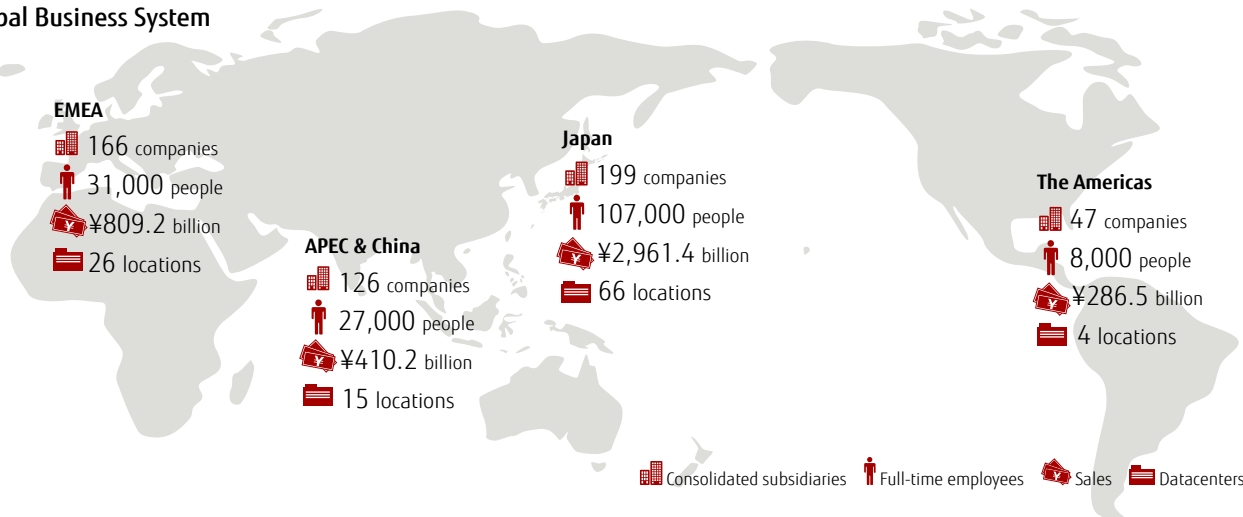 bal Business System
EMEA
166 companies
31,000 people
¥809.2 billion
26 locations
APEC & China
126 companies
27,000 people
¥410.2 billion
15 locations
Japan
199 companies
107,000 people
¥2,961.4 billion
66 locations
The Americas
47 companies
8,000 people
¥286.5 billion
4 locations
Consolidated subsidiaries Full-time employees Sales Datacenters